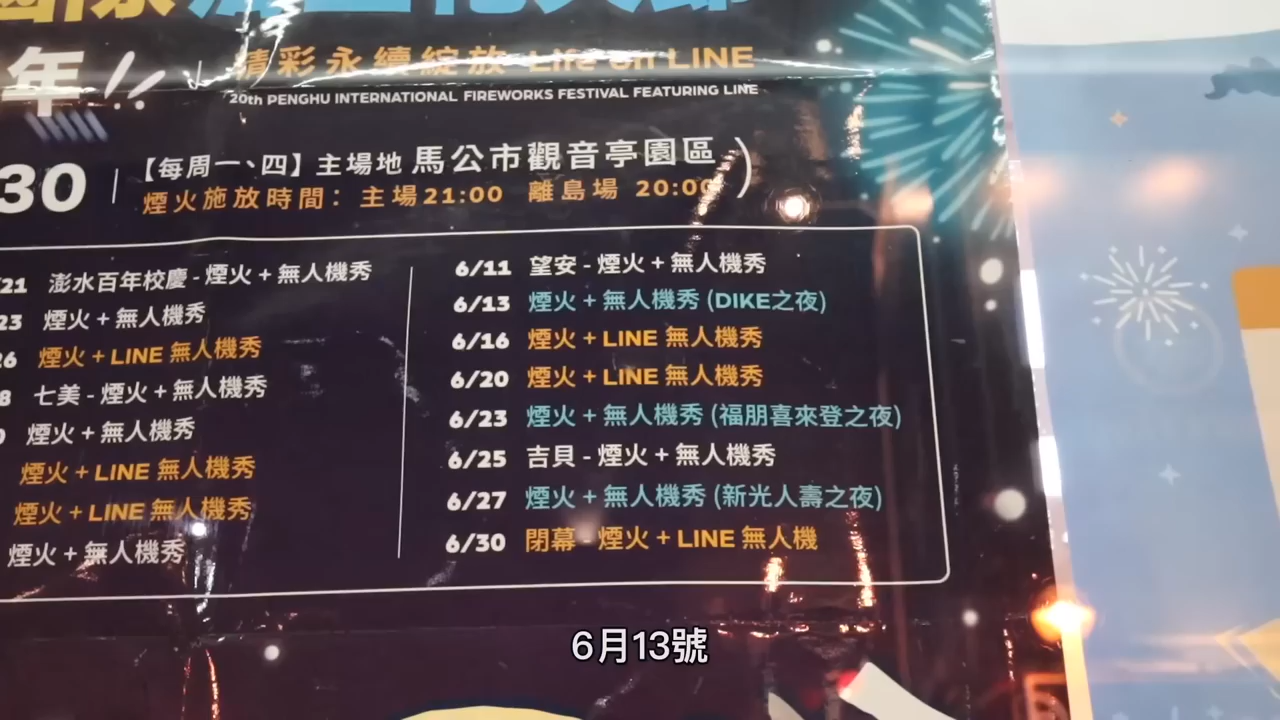 年
精彩永續綻放 Life on LINE
20th PENGHU INTERNATIONAL FIREWORKS FESTIVAL FEATURING LINE
30
【每周一、四】主場地 馬公市觀音亭園區 )
煙火施放時間：主場21:00 離島場 20:00
/21 澎水百年校慶 - 煙火 + 無人機秀
23 煙火 + 無人機秀
26 煙火 + LINE 無人機秀
8 七美 - 煙火 + 無人機秀
煙火 + 無人機秀
煙火 + LINE 無人機秀
煙火 + LINE 無人機秀
煙火 + 無人機秀
6/11 望安 - 煙火 + 無人機秀
6/13 煙火 + 無人機秀 (DIKE之夜)
6/16 煙火 + LINE 無人機秀
6/20 煙火 + LINE 無人機秀
6/23 煙火 + 無人機秀 (福朋喜來登之夜)
6/25 吉貝 - 煙火 + 無人機秀
6/27 煙火 + 無人機秀 (新光人壽之夜)
6/30 閉幕 - 煙火 + LINE 無人機
6月13號